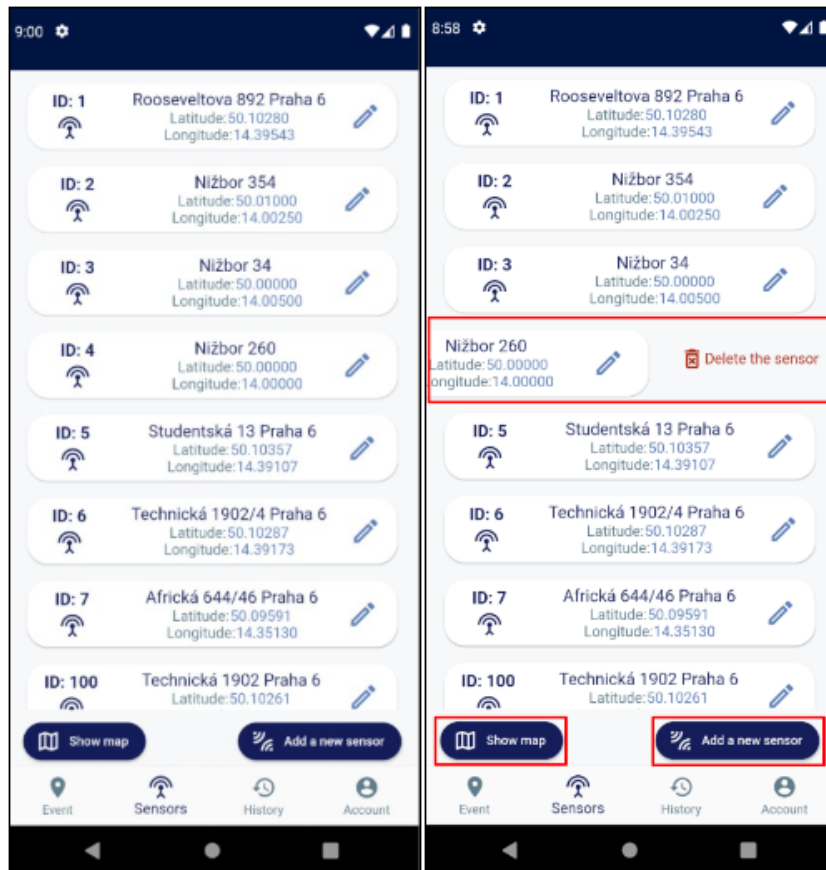 9:00
ID: 1
Rooseveltova 892 Praha 6
Latitude:50.10280
Longitude:14.39543
ID: 2
Nižbor 354
Latitude:50.01000
Longitude:14.00250
ID: 3
Nižbor 34
Latitude:50.00000
Longitude:14.00500
ID: 4
Nižbor 260
Latitude:50.00000
Longitude:14.00000
ID: 5
Studentská 13 Praha 6
Latitude:50.10357
Longitude:14.39107
ID: 6
Technická 1902/4 Praha 6
Latitude:50.10287
Longitude:14.39173
ID: 7
Africká 644/46 Praha 6
Latitude:50.09591
Longitude:14.35130
ID: 100
Technická 1902 Praha 6
Latitude:50.10261
Show map
Add a new sensor
Event
Sensors
History
Account
8:58
ID: 1
Rooseveltova 892 Praha 6
Latitude:50.10280
Longitude:14.39543
ID: 2
Nižbor 354
Latitude:50.01000
Longitude:14.00250
ID: 3
Nižbor 34
Latitude:50.00000
Longitude:14.00500
Nižbor 260
Latitude:50.00000
ongitude:14.00000
Delete the sensor
ID: 5
Studentská 13 Praha 6
Latitude:50.10357
Longitude:14.39107
ID: 6
Technická 1902/4 Praha 6
Latitude:50.10287
Longitude:14.39173
ID: 7
Africká 644/46 Praha 6
Latitude:50.09591
Longitude:14.35130
ID: 100
Technická 1902 Praha 6
Latitude:50.10261
Show map
Add a new sensor
Event
Sensors
History
Account